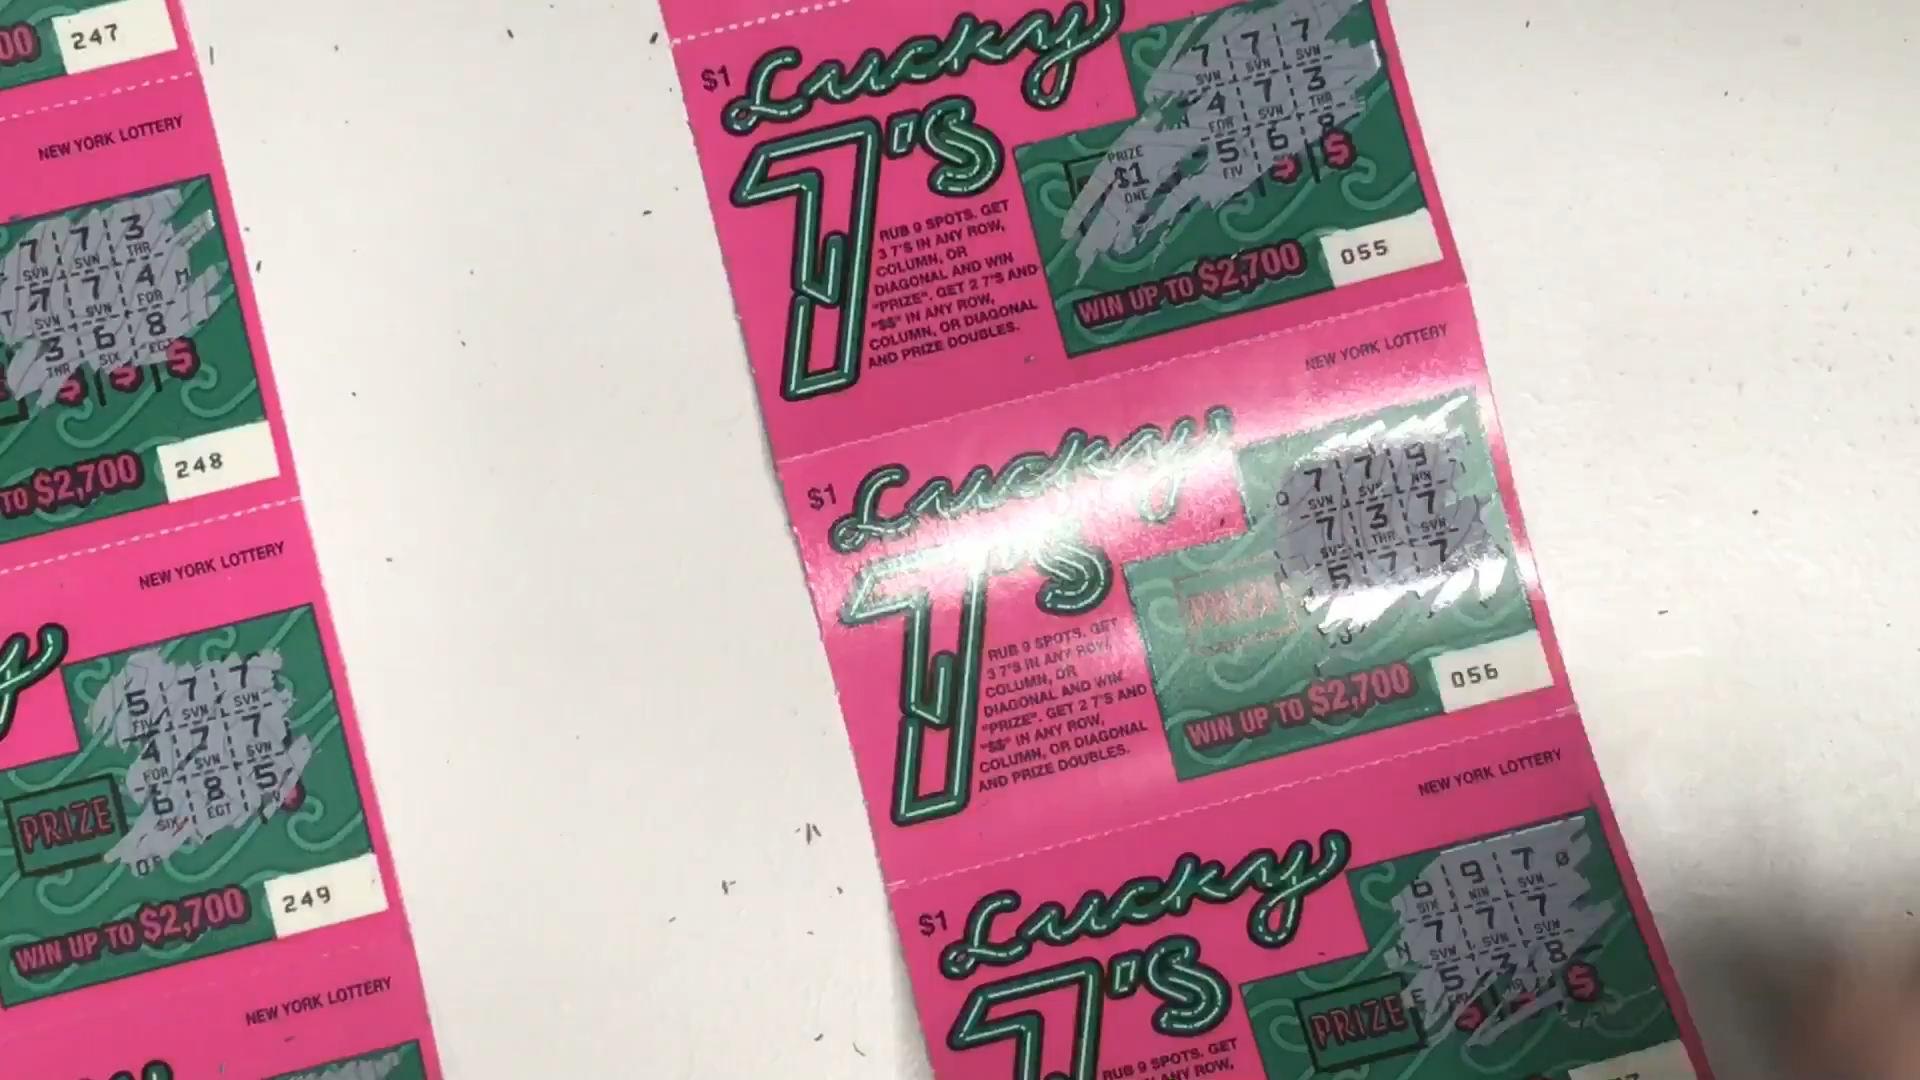 00
247
NEW YORK LOTTERY
7 7 3
SVN SVN THR
7 7 4 M
T SVN SVN FOR
3 6 8
THR SIX EGT
$ $ $
TO $2,700
248
NEW YORK LOTTERY
5 7 7
FIV SVN SVN
4 7 7
FOR SVN SVN
6 8 5
SIX EGT
PRIZE
WIN UP TO $2,700
249
NEW YORK LOTTERY
$1
Lucky
7'S
RUB 9 SPOTS. GET
3 7'S IN ANY ROW,
COLUMN, OR
DIAGONAL AND WIN
"PRIZE". GET 2 7'S AND
"$$" IN ANY ROW,
COLUMN, OR DIAGONAL
AND PRIZE DOUBLES.
7 7 7
SVN SVN SVN
4 7 3
N FOR SVN THR
5 6 8
FIV
$ $
PRIZE
$1
ONE
WIN UP TO $2,700
055
NEW YORK LOTTERY
$1
Lucky
7'S
RUB 9 SPOTS. GET
3 7'S IN ANY ROW,
COLUMN, OR
DIAGONAL AND WIN
"PRIZE". GET 2 7'S AND
"$$" IN ANY ROW,
COLUMN, OR DIAGONAL
AND PRIZE DOUBLES.
7 7 9
SVN NIN
7 3 7
THR SVN
5 7 7
PRIZE
WIN UP TO $2,700
056
NEW YORK LOTTERY
$1
Lucky
7'S
RUB 9 SPOTS. GET
6 9 7
SIX NIN SVN
7 7 7
N SVN SVN SVN
5 3 8
E
$ $
PRIZE